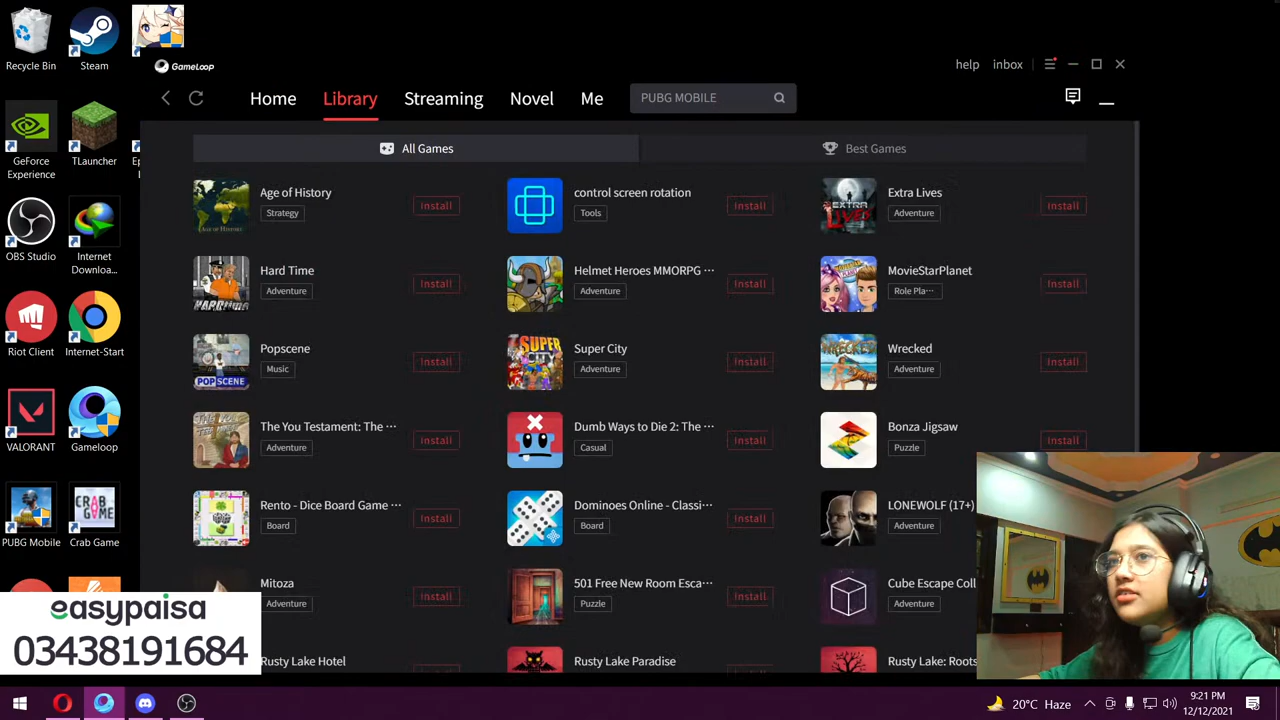 Recycle Bin
Steam
GeForce Experience
TLauncher
OBS Studio
Internet Downloa...
Riot Client
Internet-Start
VALORANT
Gameloop
PUBG Mobile
Crab Game
GameLoop
help
inbox
Home
Library
Streaming
Novel
Me
PUBG MOBILE
All Games
Best Games
Age of History
Strategy
Install
control screen rotation
Tools
Install
Extra Lives
Adventure
Install
Hard Time
Adventure
Install
Helmet Heroes MMORPG ···
Adventure
Install
MovieStarPlanet
Role Pla···
Install
Popscene
Music
Install
Super City
Adventure
Install
Wrecked
Adventure
Install
The You Testament: The ···
Adventure
Install
Dumb Ways to Die 2: The ···
Casual
Install
Bonza Jigsaw
Puzzle
Install
Rento - Dice Board Game ···
Board
Install
Dominoes Online - Classi···
Board
Install
LONEWOLF (17+)
Adventure
Mitoza
Adventure
Install
501 Free New Room Esca···
Puzzle
Install
Cube Escape Coll
Adventure
Rusty Lake Hotel
Rusty Lake Paradise
Rusty Lake: Roots
easypaisa
03438191684
20°C Haze
9:21 PM
12/12/2021